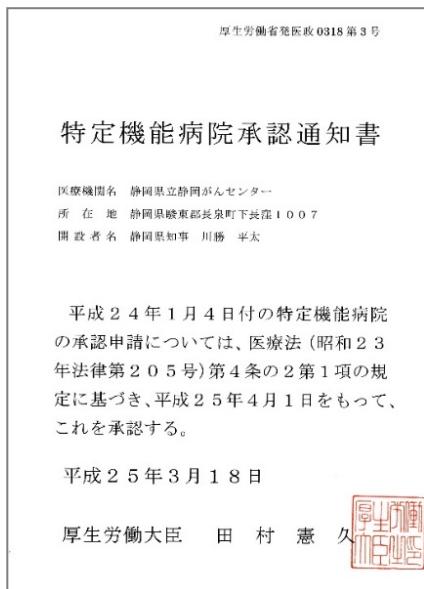 厚生労働省発医政0318第3号
特定機能病院承認通知書
医療機関名 静岡県立静岡がんセンター
所在地 静岡県駿東郡長泉町下長窪1007
開設者名 静岡県知事 川勝 平太
平成24年1月4日付の特定機能病院
の承認申請については、医療法(昭和23
年法律第205号)第4条の2第1項の規
定に基づき、平成25年4月1日をもって、
これを承認する。
平成25年3月18日
厚生労働大臣 田村憲久